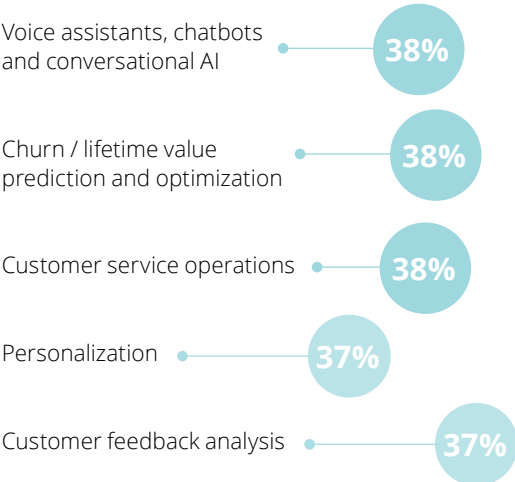 Voice assistants, chatbots
and conversational AI
38%
Churn / lifetime value
prediction and optimization
38%
Customer service operations
38%
Personalization
37%
Customer feedback analysis
37%